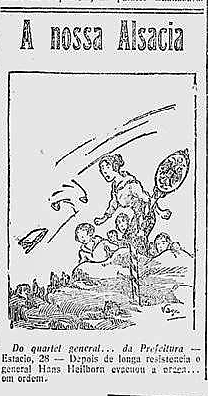 A nossa Alsacia
Do quartel general... da Prefeitura —
Estacio, 28 — Depois de longa resistencia o
general Hans Heilborn evacuou a praça...
em ordem.